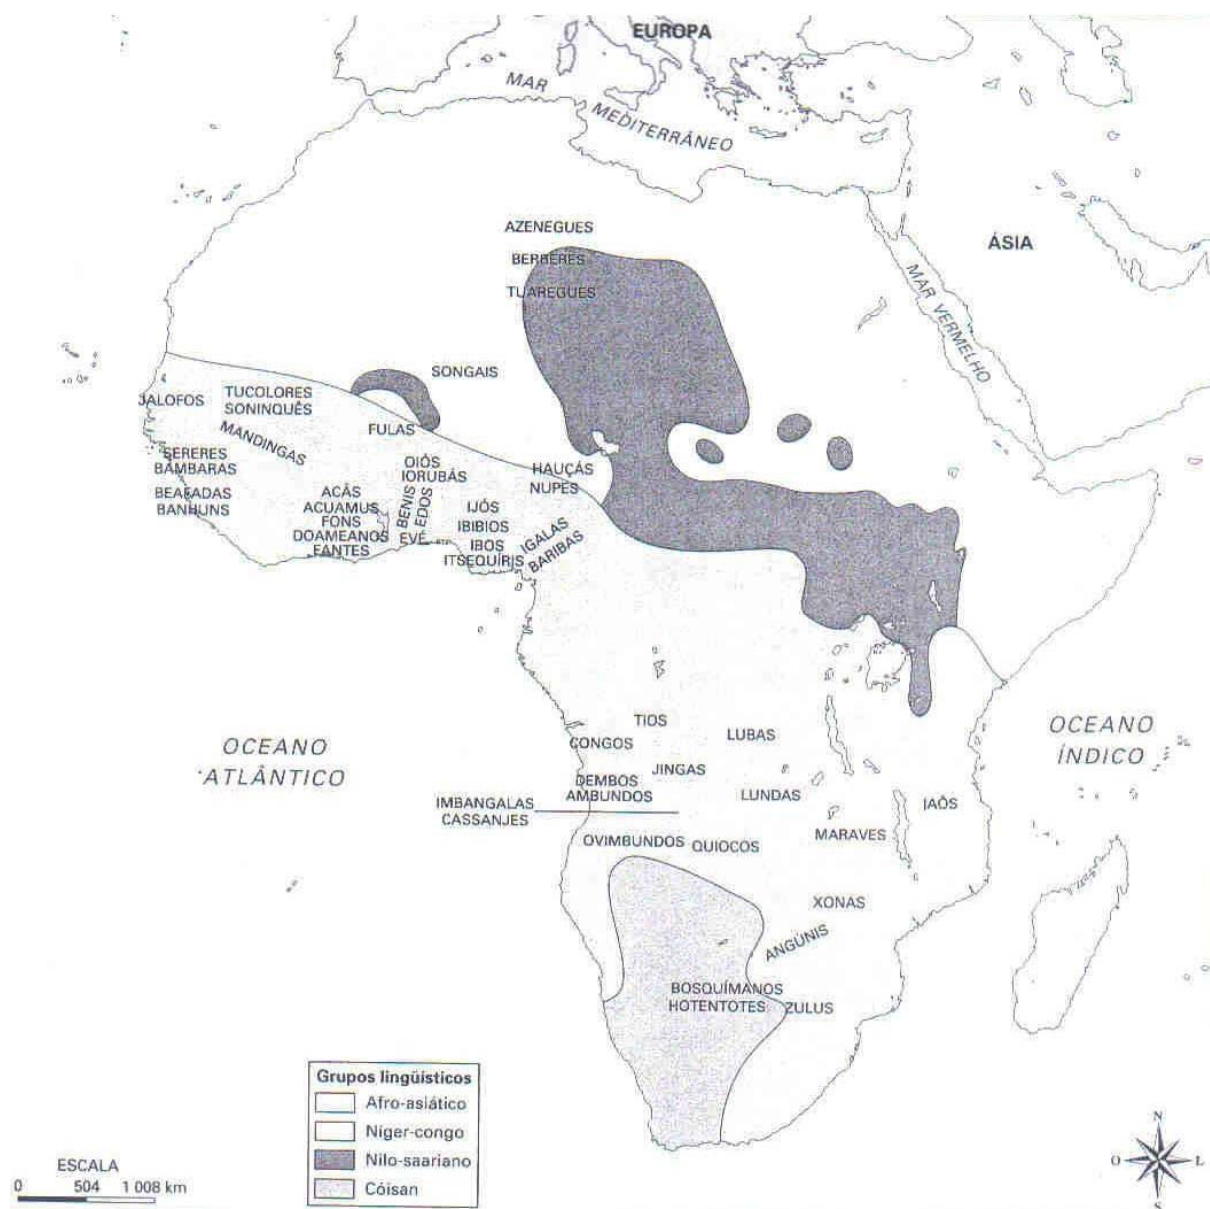 EUROPA
MAR MEDITERRÂNEO
AZENEGUES
BERBERES
TUAREGUES
ÁSIA
MAR VERMELHO
SONGAIS
JALOFOS
TUCOLORES
SONINQUÊS
MANDINGAS
FULAS
SERERES
BÂMBARAS
BEAFADAS
BANHUNS
OIÓS
IORUBÁS
HAUÇÁS
NUPÉS
ACÃS
ACUAMUS
FONS
DOAMEANOS
FANTES
BENIS
EDOS
EVÉ
IJÓS
IBIBIOS
IBOS
ITSEQUÍRIS
IGALAS
BARIBAS
OCEANO
ATLÂNTICO
TIOS
CONGOS
LUBAS
JINGAS
DEMBOS
AMBUNDOS
LUNDAS
IMBANGALAS
CASSANJES
OCEANO
ÍNDICO
IAÔS
MARAVES
OVIMBUNDOS
QUIOCOS
XONAS
ANGÚNIS
BOSQUÍMANOS
HOTENTOTES
ZULUS
Grupos lingüísticos
Afro-asiático
Níger-congo
Nilo-saariano
Cóisan
ESCALA
0 504 1 008 km
N
O L
S